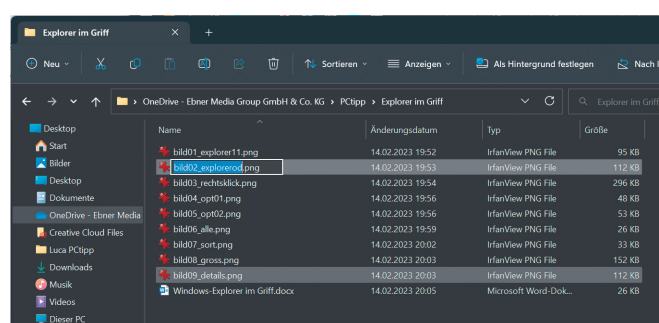 Explorer im Griff
Neu
Sortieren
Anzeigen
Als Hintergrund festlegen
Nach
OneDrive - Ebner Media Group GmbH & Co. KG > PCtipp > Explorer im Griff
Explorer im Griff
Desktop
Start
Bilder
Desktop
Dokumente
OneDrive - Ebner Media
Creative Cloud Files
Luca PCtipp
Downloads
Musik
Videos
Dieser PC
Name Änderungsdatum Typ Größe
bild01_explorer11.png 14.02.2023 19:52 IrfanView PNG File 95 KB
bild02_explorerod.png 14.02.2023 19:53 IrfanView PNG File 112 KB
bild03_rechtsklick.png 14.02.2023 19:54 IrfanView PNG File 296 KB
bild04_opt01.png 14.02.2023 19:56 IrfanView PNG File 48 KB
bild05_opt02.png 14.02.2023 19:56 IrfanView PNG File 53 KB
bild06_alle.png 14.02.2023 19:59 IrfanView PNG File 26 KB
bild07_sort.png 14.02.2023 20:02 IrfanView PNG File 33 KB
bild08_gross.png 14.02.2023 20:03 IrfanView PNG File 152 KB
bild09_details.png 14.02.2023 20:03 IrfanView PNG File 112 KB
Windows-Explorer im Griff.docx 14.02.2023 20:05 Microsoft Word-Dok... 26 KB